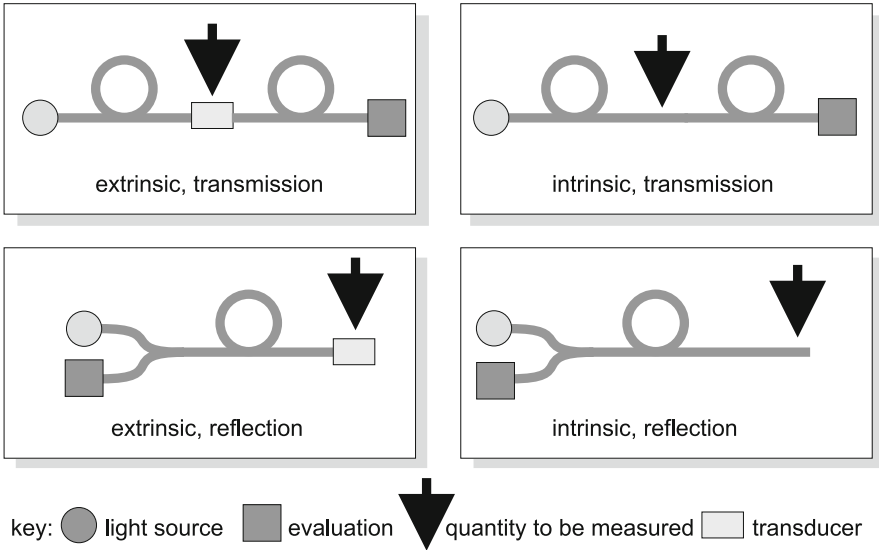 extrinsic, transmission
intrinsic, transmission
extrinsic, reflection
intrinsic, reflection
key: light source evaluation quantity to be measured transducer